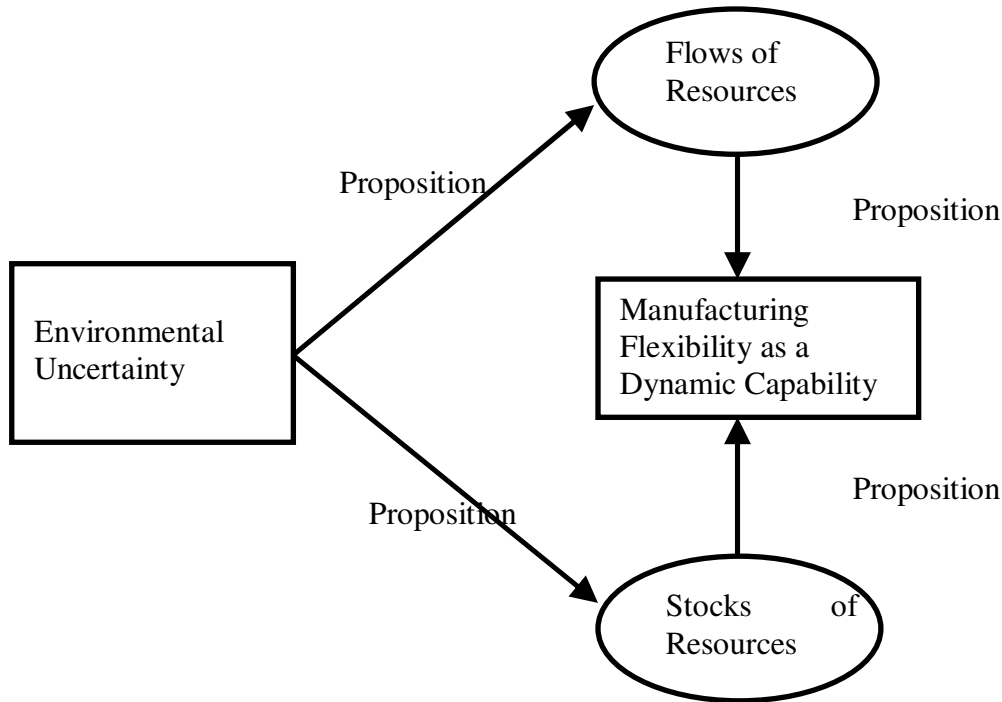 Flows of
Resources
Proposition
Proposition
Environmental
Uncertainty
Manufacturing
Flexibility as a
Dynamic Capability
Proposition
Proposition
Stocks of
Resources